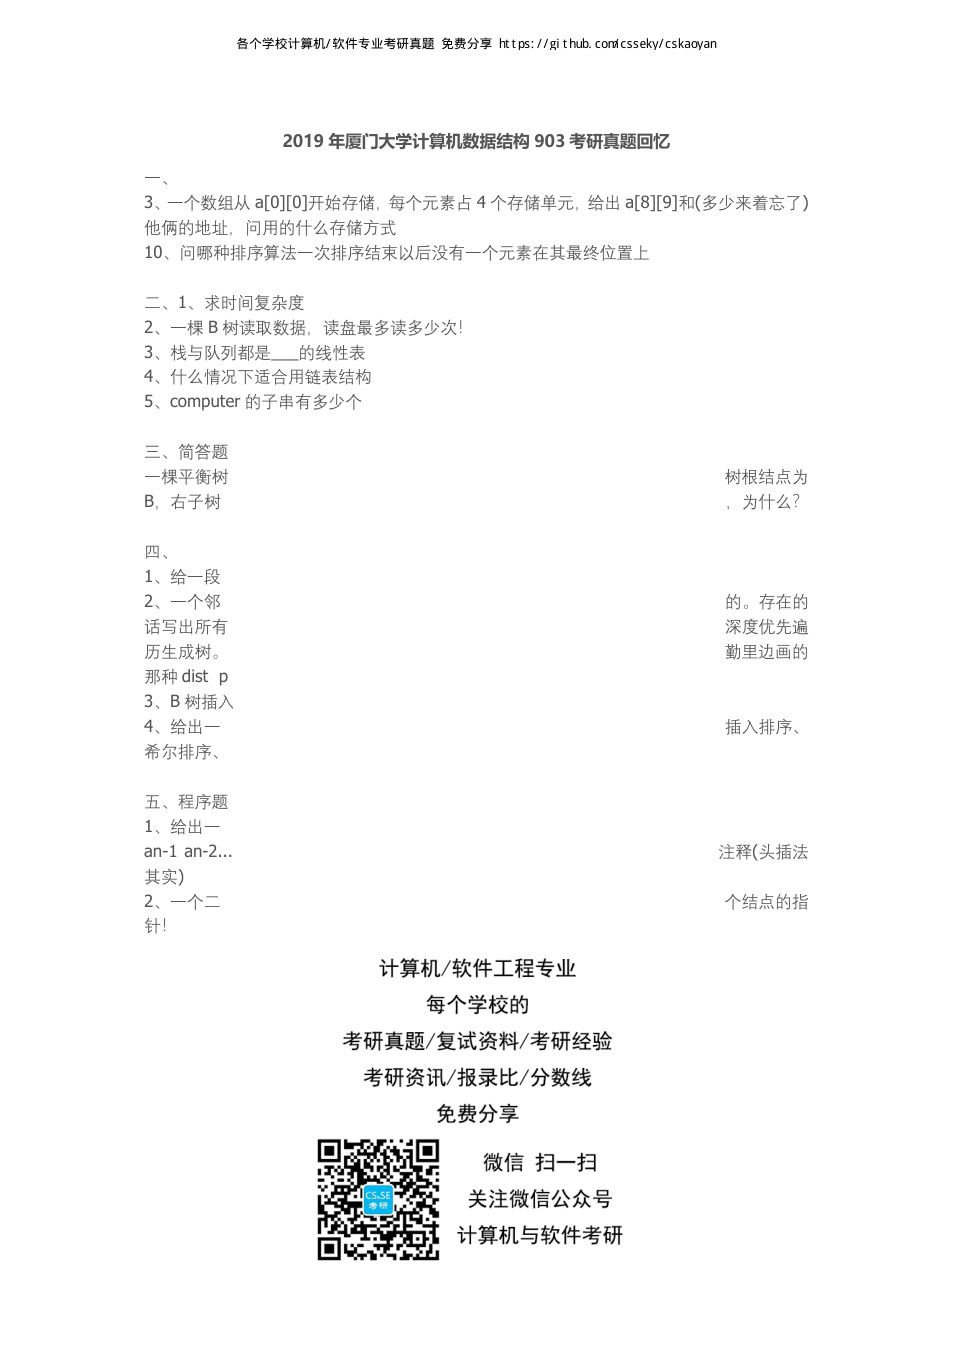 各个学校计算机/软件专业考研真题 免费分享 https://github.com/csseky/cskaoyan
2019 年厦门大学计算机数据结构 903 考研真题回忆
一、
3、一个数组从 a[0][0]开始存储，每个元素占 4 个存储单元，给出 a[8][9]和(多少来着忘了)
他俩的地址，问用的什么存储方式
10、问哪种排序算法一次排序结束以后没有一个元素在其最终位置上
二、1、求时间复杂度
2、一棵 B 树读取数据，读盘最多读多少次！
3、栈与队列都是___的线性表
4、什么情况下适合用链表结构
5、computer 的子串有多少个
三、简答题
一棵平衡树 树根结点为
B，右子树 ，为什么？
四、
1、给一段
2、一个邻 的。存在的
话写出所有 深度优先遍
历生成树。 勤里边画的
那种 dist p
3、B 树插入
4、给出一 插入排序、
希尔排序、
五、程序题
1、给出一
an-1 an-2... 注释(头插法
其实)
2、一个二 个结点的指
针！
计算机/软件工程专业
每个学校的
考研真题/复试资料/考研经验
考研资讯/报录比/分数线
免费分享
CS&SE
考研
微信 扫一扫
关注微信公众号
计算机与软件考研